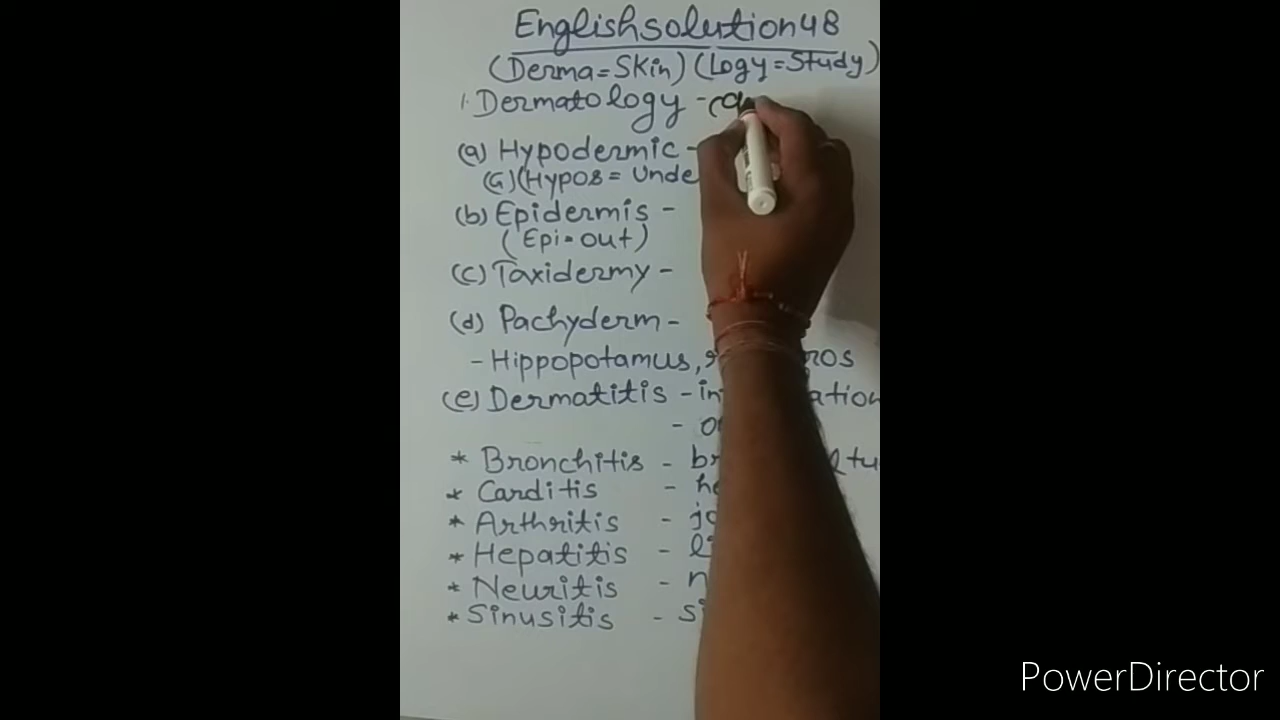 Englishsolution48
(Derma=Skin) (Logy=Study)
1. Dermatology -
(a) Hypodermic -
(G)(Hypos = Unde
(b) Epidermis -
( Epi = out)
(c) Taxidermy -
(d) Pachyderm -
- Hippopotamus,
(e) Dermatitis -
* Bronchitis -
* Carditis -
* Arthritis -
* Hepatitis -
* Neuritis -
* Sinusitis -
PowerDirector